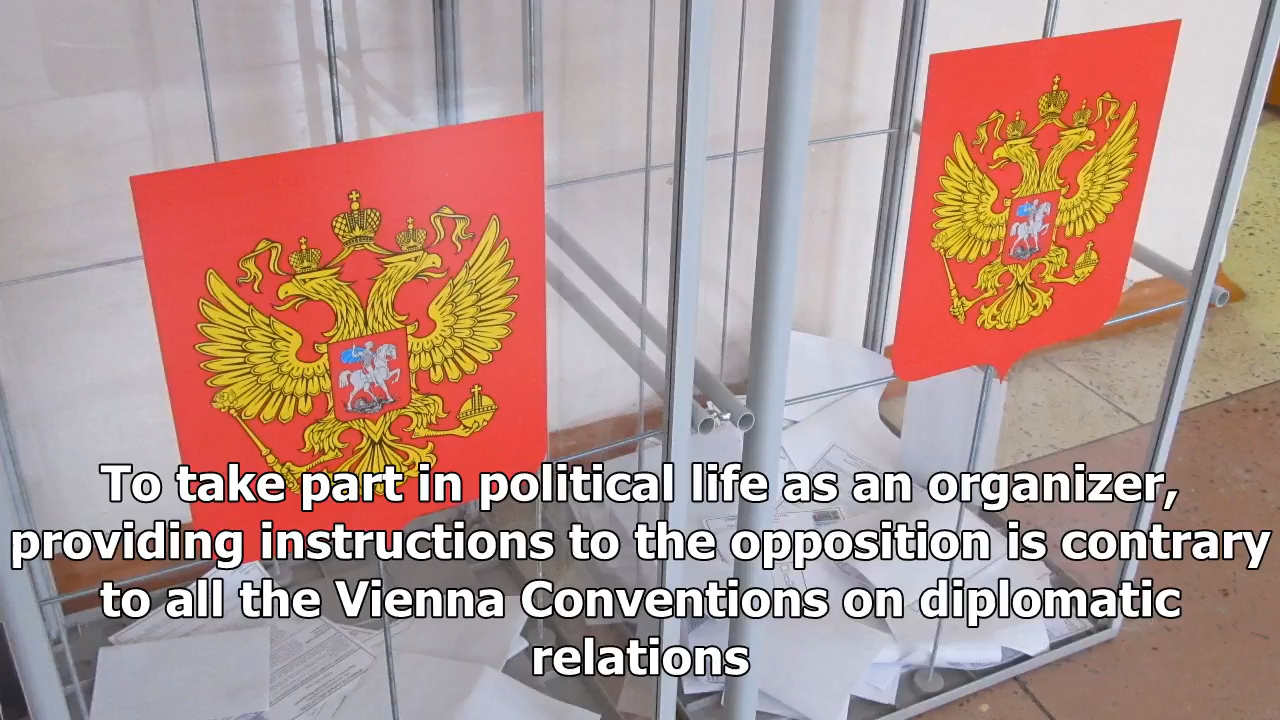 To take part in political life as an organizer,
providing instructions to the opposition is contrary
to all the Vienna Conventions on diplomatic
relations